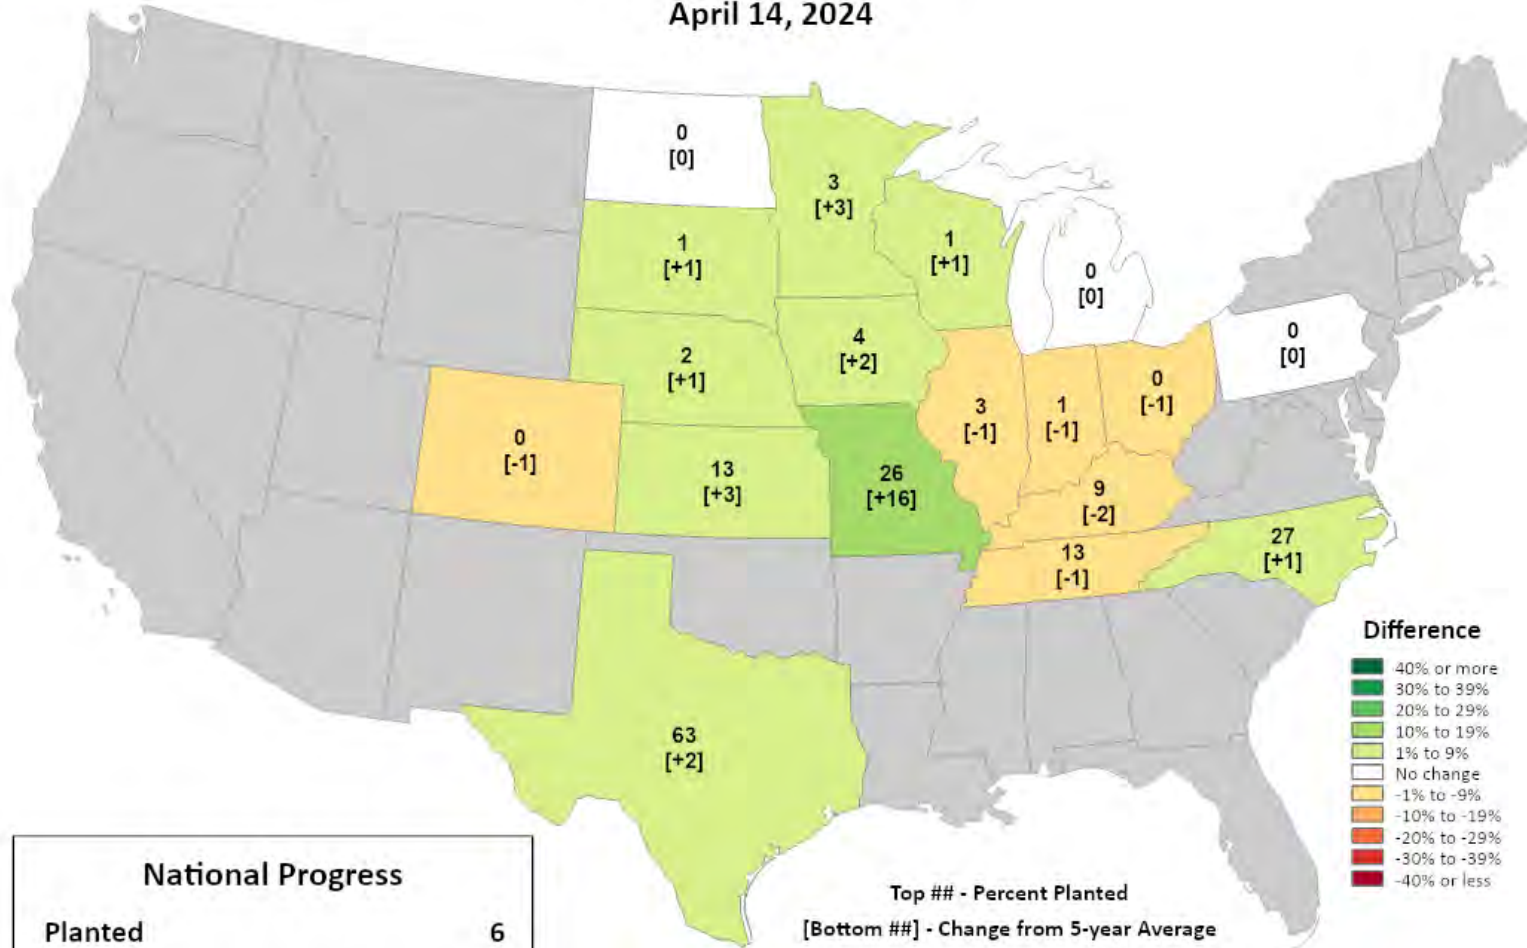 April 14, 2024
0
[0]
3
[+3]
1
[+1]
1
[+1]
0
[0]
4
[+2]
0
[0]
2
[+1]
0
[-1]
3
[-1]
1
[-1]
0
[-1]
13
[+3]
26
[+16]
9
[-2]
27
[+1]
13
[-1]
63
[+2]
Difference
40% or more
30% to 39%
20% to 29%
10% to 19%
1% to 9%
No change
-1% to -9%
-10% to -19%
-20% to -29%
-30% to -39%
-40% or less
National Progress
Planted 6
Top ## - Percent Planted
[Bottom ##] - Change from 5-year Average